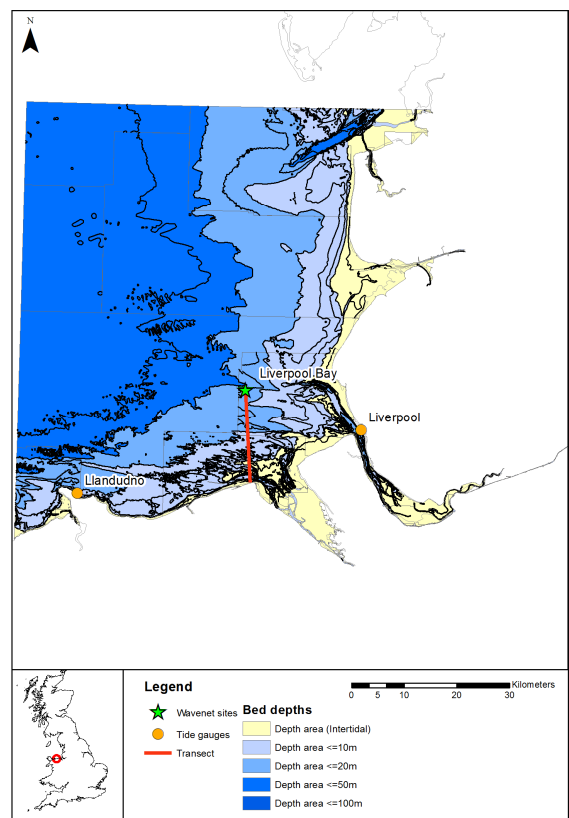 N
Liverpool Bay
Liverpool
Llandudno
Legend
Wavenet sites
Tide gauges
Transect
Bed depths
Depth area (Intertidal)
Depth area <=10m
Depth area <=20m
Depth area <=50m
Depth area <=100m
Kilometers
0 5 10 20 30